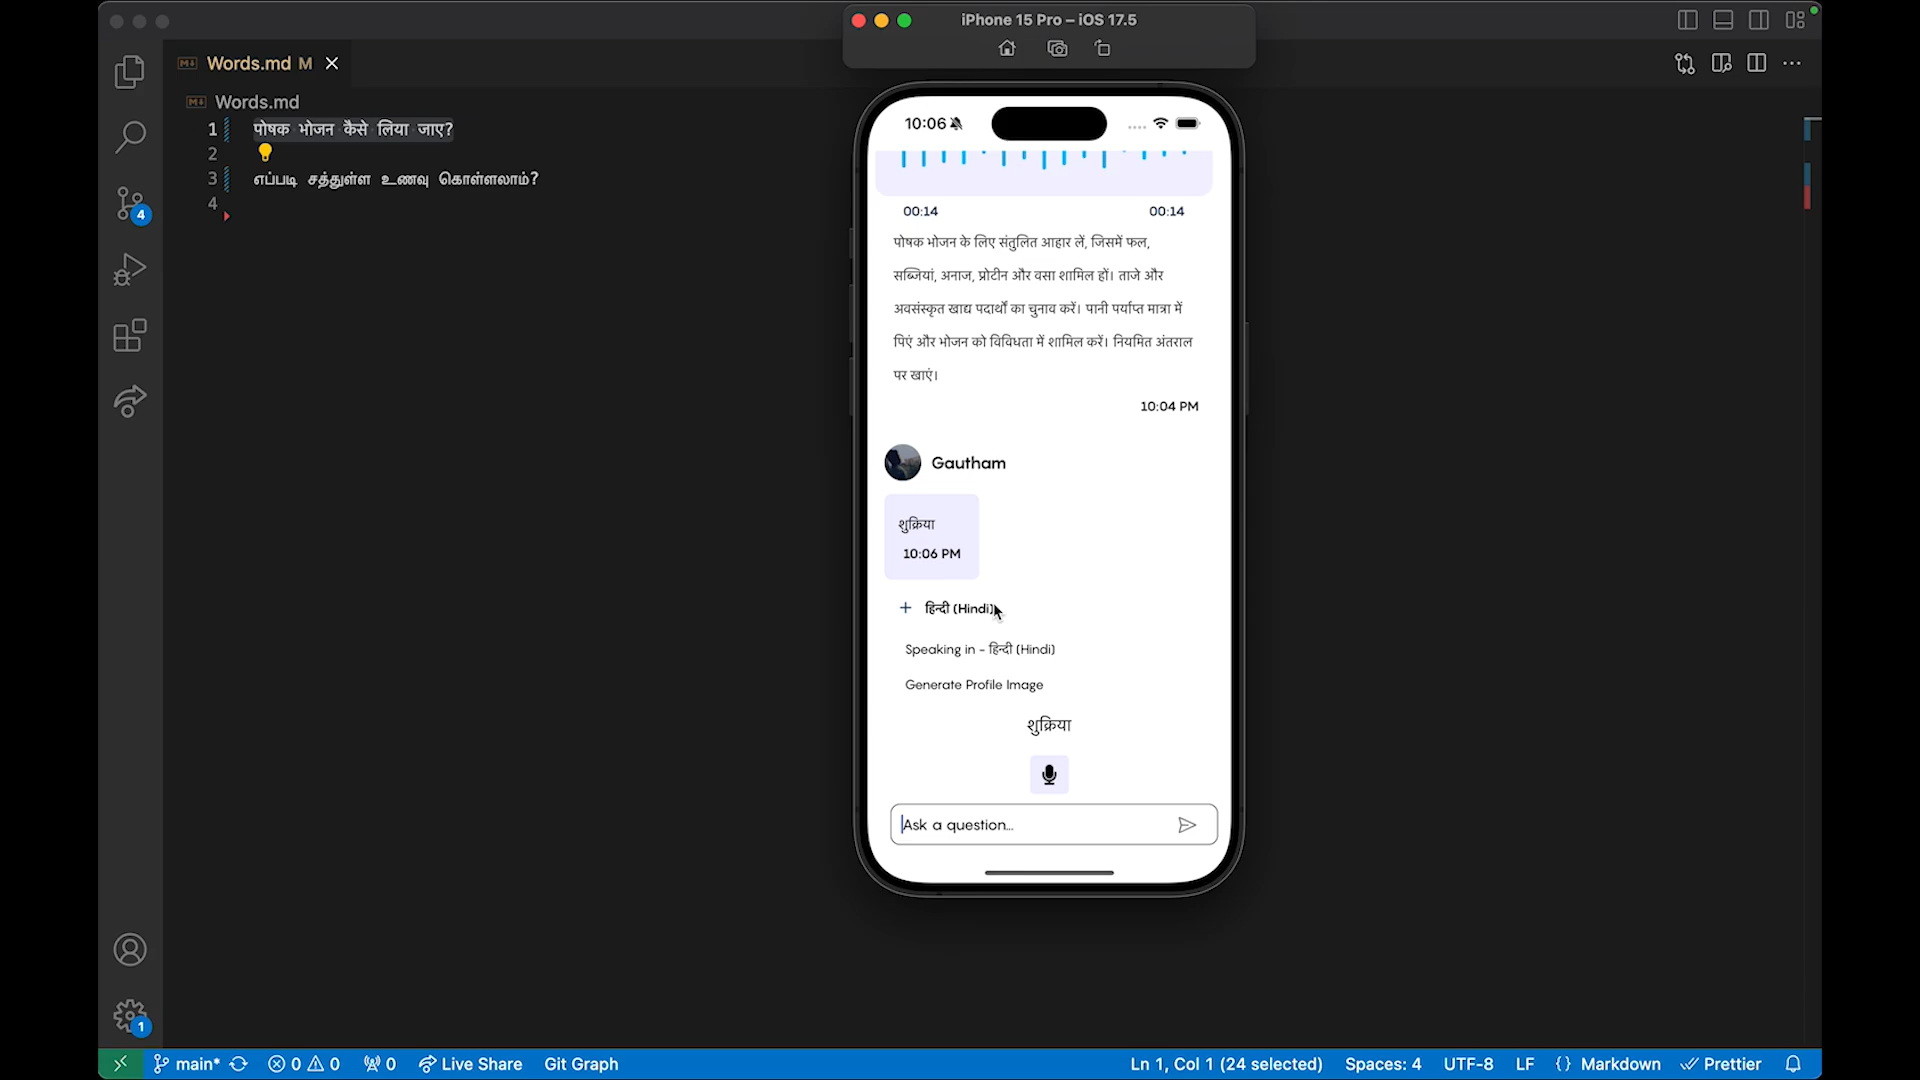 iPhone 15 Pro – iOS 17.5
Words.md M
Words.md
1 पोषक भोजन कैसे लिया जाए?
2
3 எப்படி சத்துள்ள உணவு கொள்ளலாம்?
4
4
1
10:06
00:14 00:14
पोषक भोजन के लिए संतुलित आहार लें, जिसमें फल,
सब्जियां, अनाज, प्रोटीन और वसा शामिल हों। ताजे और
अवसंस्कृत खाद्य पदार्थों का चुनाव करें। पानी पर्याप्त मात्रा में
पिएं और भोजन को विविधता में शामिल करें। नियमित अंतराल
पर खाएं।
10:04 PM
Gautham
शुक्रिया
10:06 PM
+ हिन्दी (Hindi)
Speaking in - हिन्दी (Hindi)
Generate Profile Image
शुक्रिया
Ask a question...
main* 0 0 0 Live Share Git Graph Ln 1, Col 1 (24 selected) Spaces: 4 UTF-8 LF {} Markdown Prettier